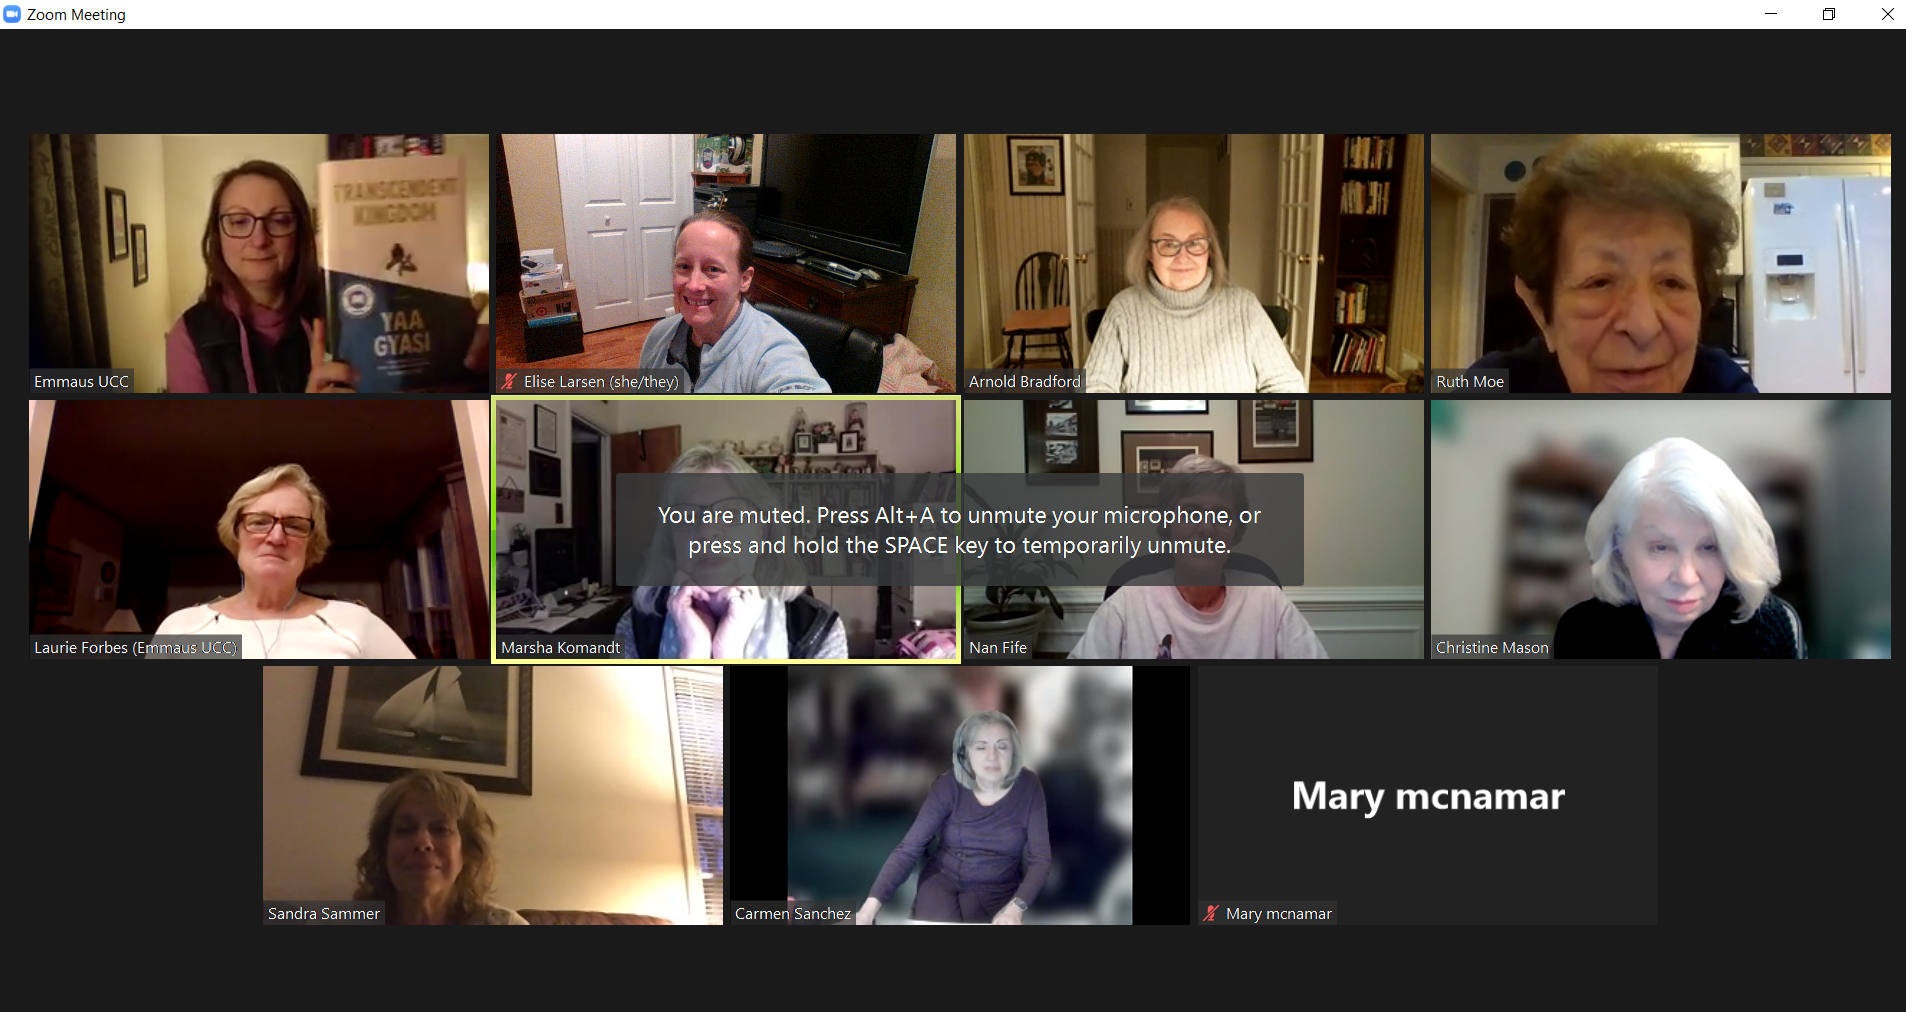 Zoom Meeting
TRANSCENDENT
KINGDOM
YAA
GYASI
Emmaus UCC
Elise Larsen (she/they)
Arnold Bradford
Ruth Moe
You are muted. Press Alt+A to unmute your microphone, or
press and hold the SPACE key to temporarily unmute.
Laurie Forbes (Emmaus UCC)
Marsha Komandt
Nan Fife
Christine Mason
Mary mcnamar
Sandra Sammer
Carmen Sanchez
Mary mcnamar